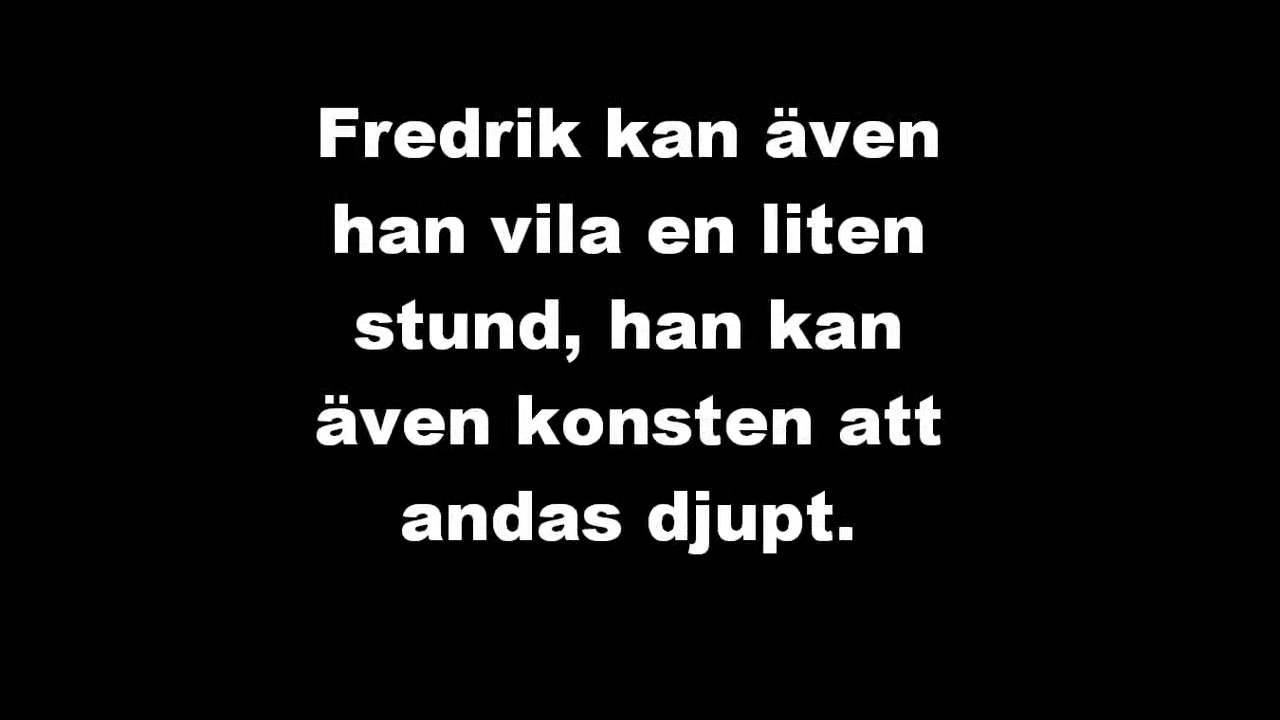 Fredrik kan även
han vila en liten
stund, han kan
även konsten att
andas djupt.